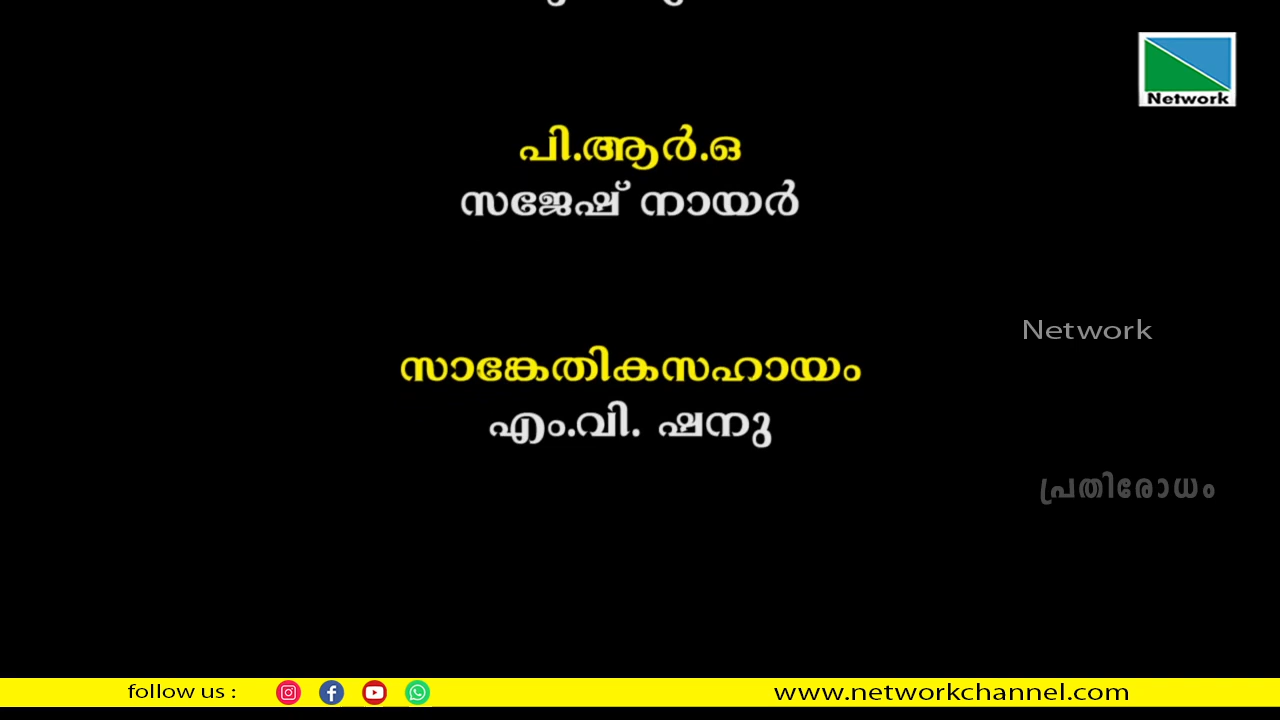 Network
പി.ആർ.ഒ
സജേഷ് നായർ
Network
സാങ്കേതികസഹായം
എം.വി. ഷനു
പ്രതിരോധം
follow us :
www.networkchannel.com